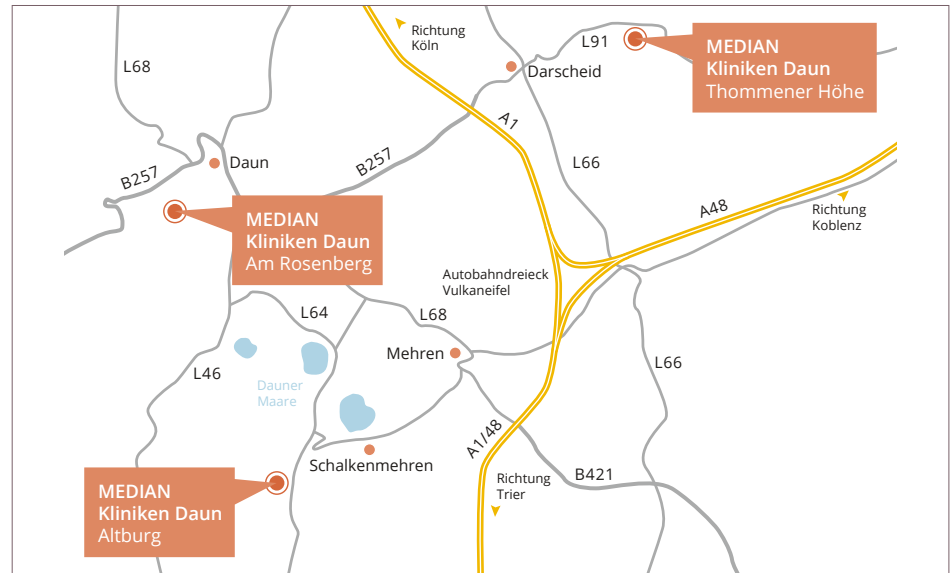 Richtung
Köln
L91
MEDIAN
Kliniken Daun
Thommener Höhe
L68
Darscheid
A1
B257
L66
Daun
B257
A48
MEDIAN
Kliniken Daun
Am Rosenberg
Richtung
Koblenz
Autobahndreieck
Vulkaneifel
L64
L68
Mehren
L46
Dauner
Maare
L66
A1/48
Schalkenmehren
B421
Richtung
Trier
MEDIAN
Kliniken Daun
Altburg